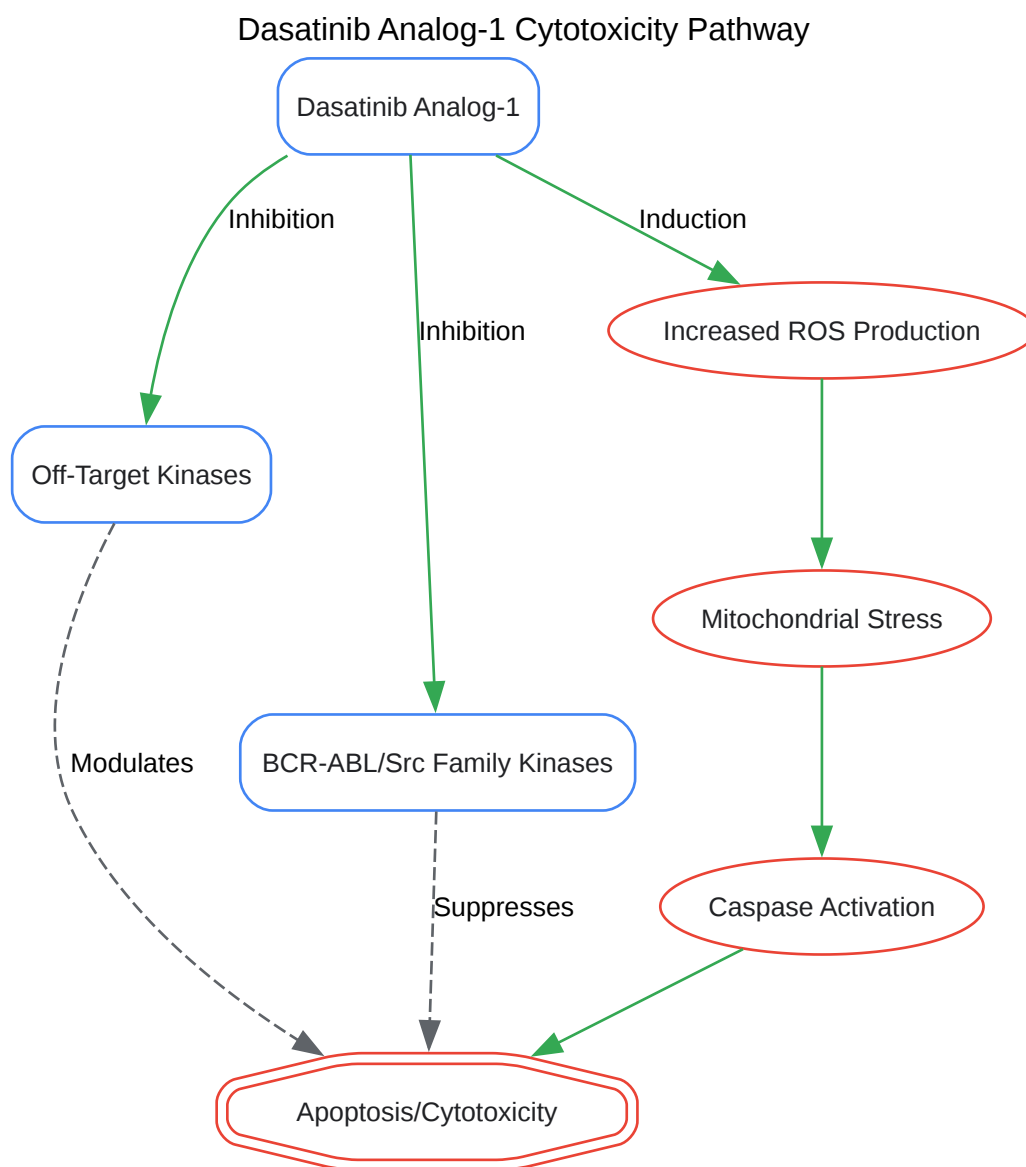 Dasatinib Analog-1 Cytotoxicity Pathway
Dasatinib Analog-1
Inhibition
Induction
Inhibition
Increased ROS Production
Off-Target Kinases
Mitochondrial Stress
Modulates
BCR-ABL/Src Family Kinases
Suppresses
Caspase Activation
Apoptosis/Cytotoxicity